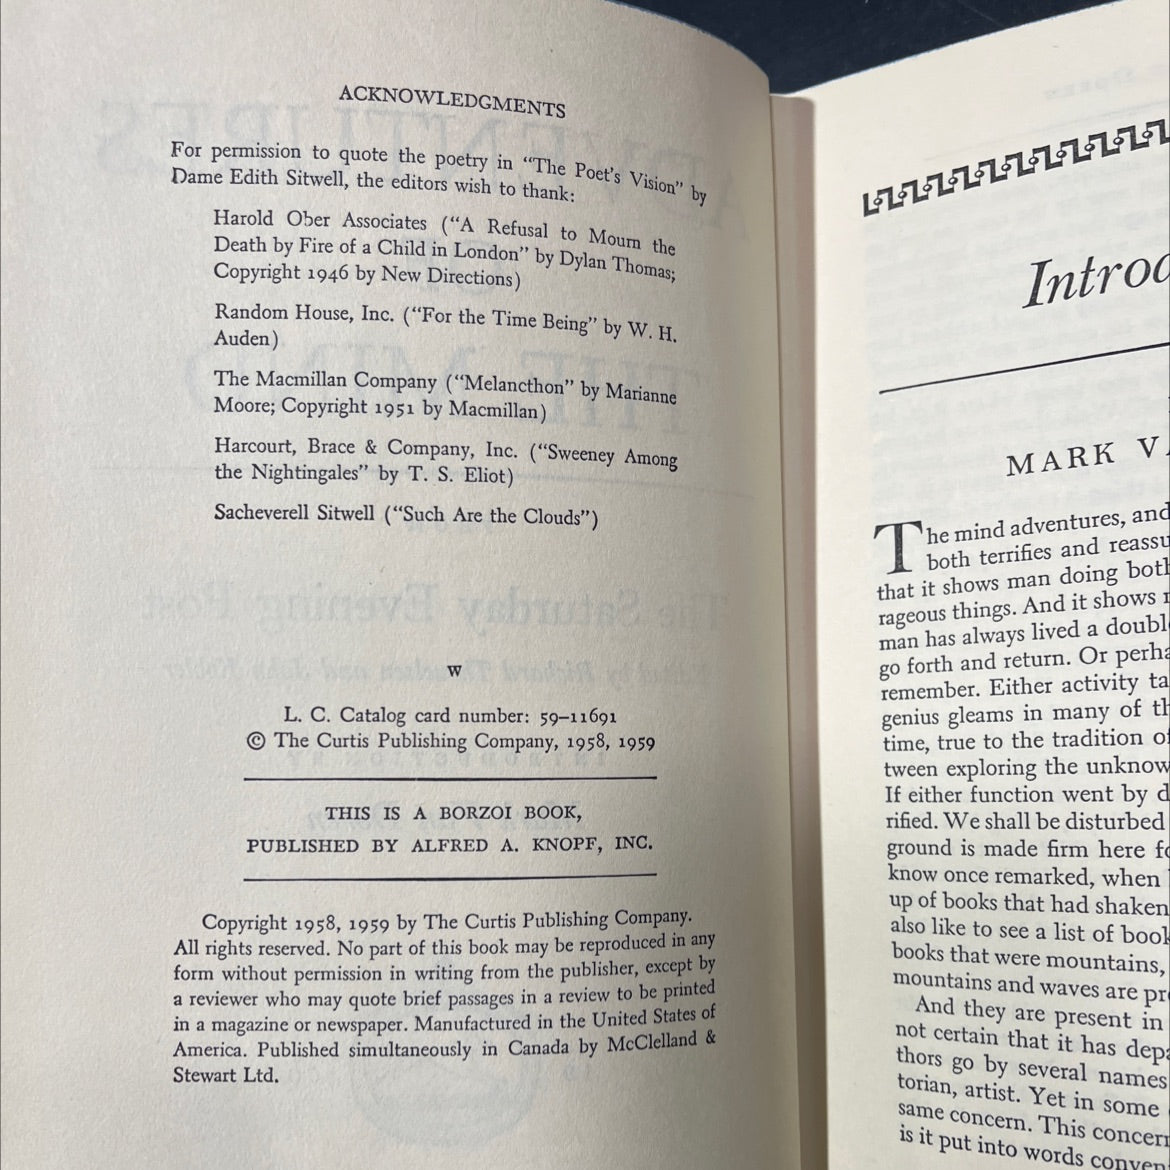 ACKNOWLEDGMENTS
For permission to quote the poetry in “The Poet's Vision” by
Dame Edith Sitwell, the editors wish to thank:
Harold Ober Associates (“A Refusal to Mourn the
Death by Fire of a Child in London” by Dylan Thomas;
Copyright 1946 by New Directions)
Random House, Inc. (“For the Time Being” by W. H.
Auden)
The Macmillan Company (“Melancthon” by Marianne
Moore; Copyright 1951 by Macmillan)
Harcourt, Brace & Company, Inc. (“Sweeney Among
the Nightingales” by T. S. Eliot)
Sacheverell Sitwell (“Such Are the Clouds”)
W
L. C. Catalog card number: 59–11691
© The Curtis Publishing Company, 1958, 1959
THIS IS A BORZOI BOOK,
PUBLISHED BY ALFRED A. KNOPF, INC.
Copyright 1958, 1959 by The Curtis Publishing Company.
All rights reserved. No part of this book may be reproduced in any
form without permission in writing from the publisher, except by
a reviewer who may quote brief passages in a review to be printed
in a magazine or newspaper. Manufactured in the United States of
America. Published simultaneously in Canada by McClelland &
Stewart Ltd.
Introd
MARK VA
The mind adventures, and
both terrifies and reassu
that it shows man doing both
rageous things. And it shows
man has always lived a doubl
go forth and return. Or perha
remember. Either activity ta
genius gleams in many of th
time, true to the tradition of
tween exploring the unknow
If either function went by d
rified. We shall be disturbed
ground is made firm here fo
know once remarked, when
up of books that had shaken
also like to see a list of book
books that were mountains,
mountains and waves are pre
And they are present in
not certain that it has depa
thors go by several names
torian, artist. Yet in some
same concern. This concern
is it put into words conven